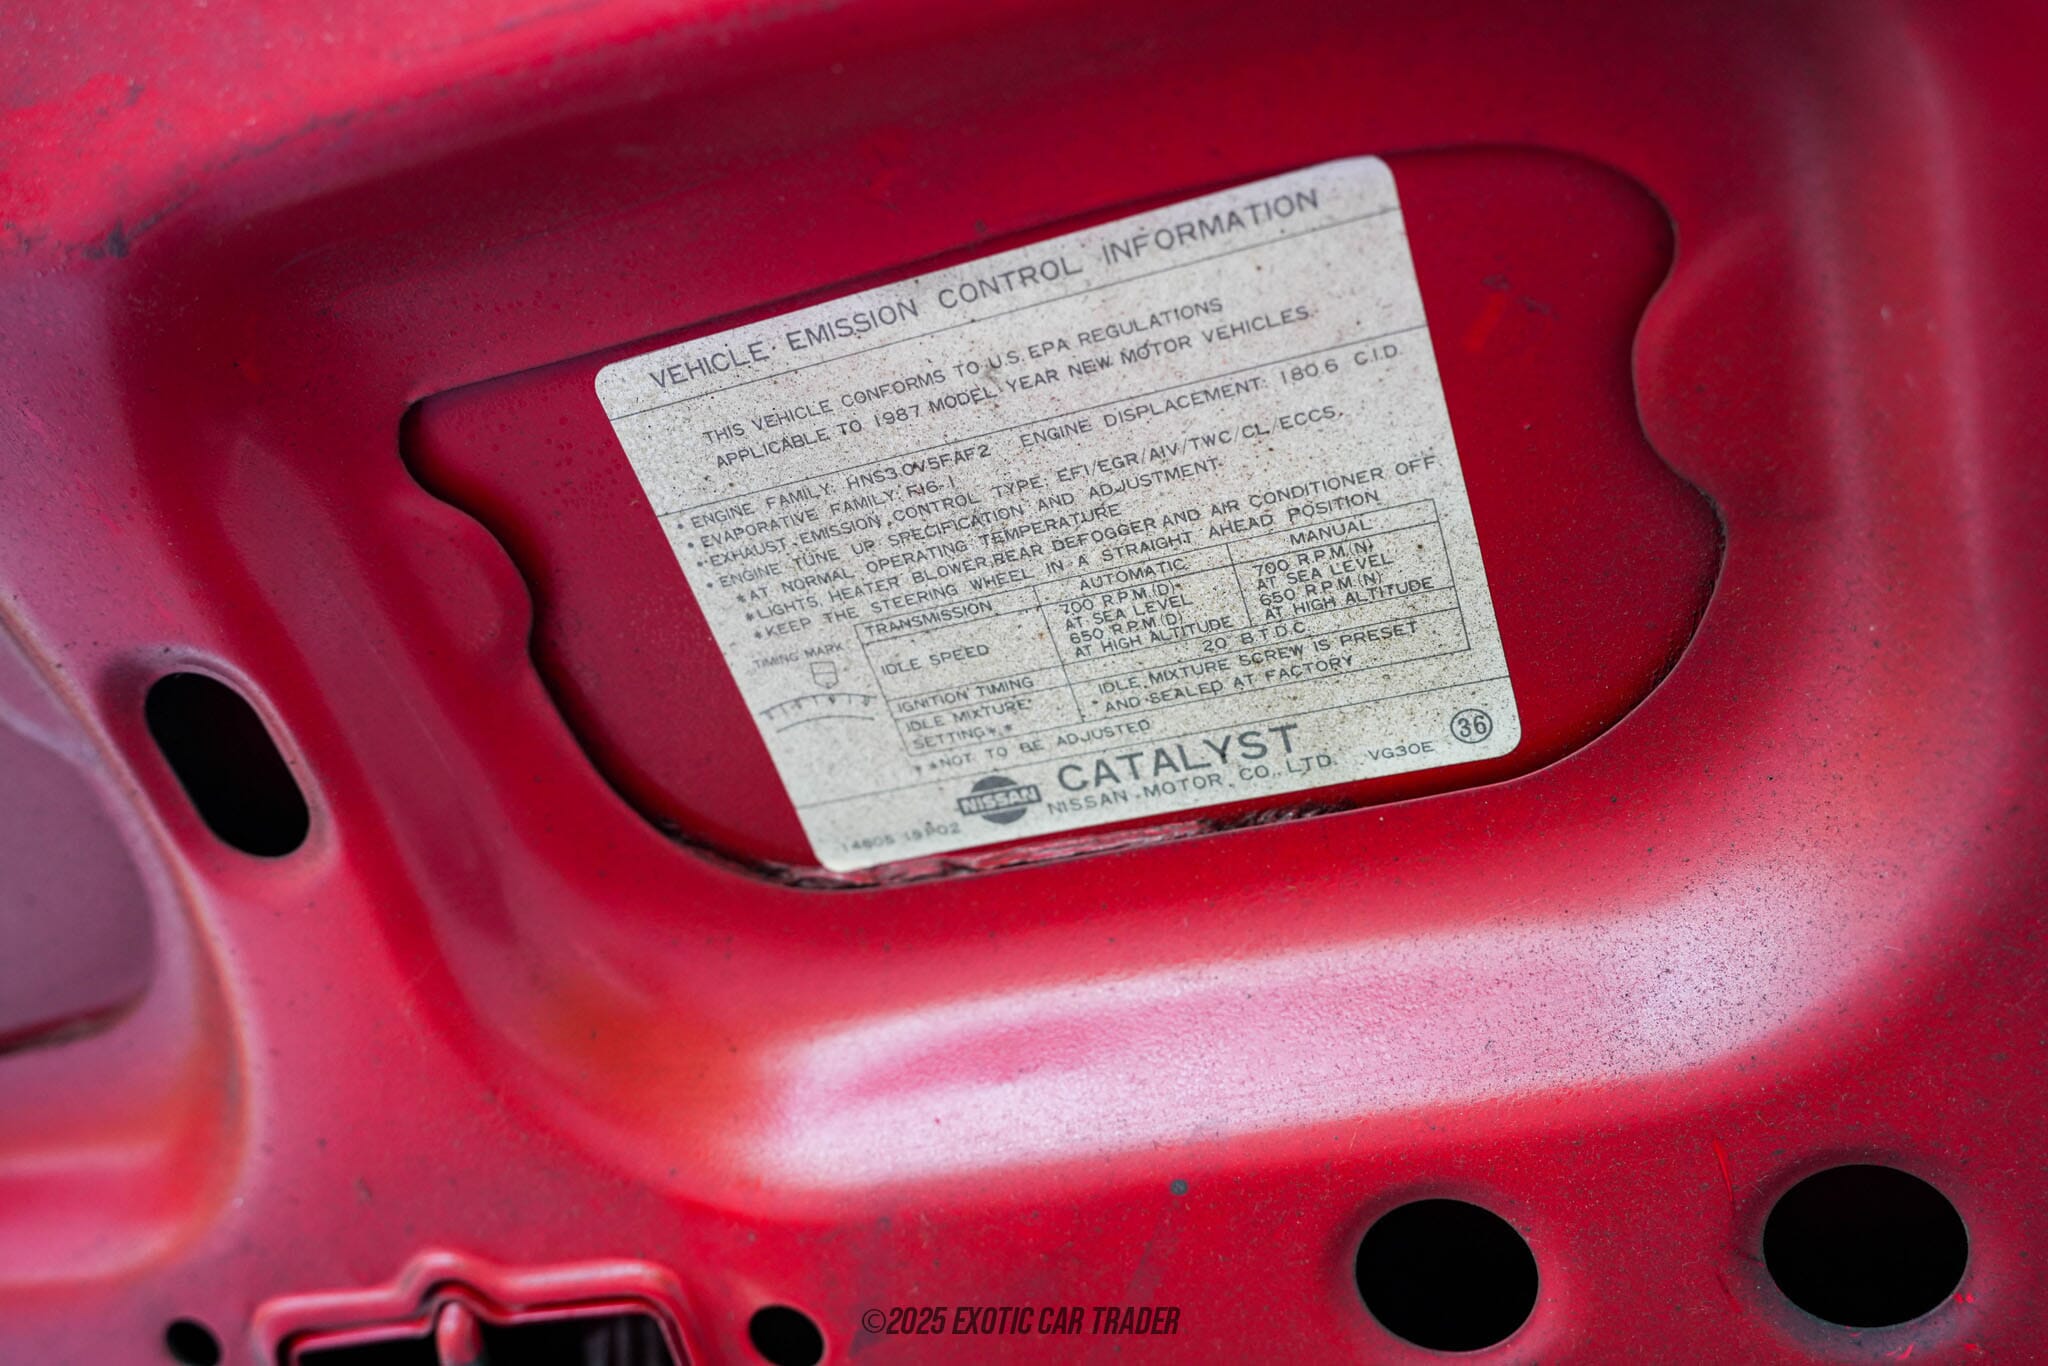 VEHICLE EMISSION CONTROL INFORMATION
THIS VEHICLE CONFORMS TO U.S. EPA REGULATIONS
APPLICABLE TO 1987 MODEL YEAR NEW MOTOR VEHICLES.
• ENGINE FAMILY: HNS3.0V5FAF2 ENGINE DISPLACEMENT: 180.6 C.I.D.
• EVAPORATIVE FAMILY: FI6-1
• EXHAUST EMISSION CONTROL TYPE: EFI/EGR/AIV/TWC/CL/ECCS.
• ENGINE TUNE UP SPECIFICATION AND ADJUSTMENT.
*AT NORMAL OPERATING TEMPERATURE
*LIGHTS, HEATER BLOWER, REAR DEFOGGER AND AIR CONDITIONER OFF.
*KEEP THE STEERING WHEEL IN A STRAIGHT AHEAD POSITION
TRANSMISSION AUTOMATIC MANUAL
IDLE SPEED
700 R.P.M.(D)*
AT SEA LEVEL
650 R.P.M.(D)
AT HIGH ALTITUDE
700 R.P.M.(N)
AT SEA LEVEL
650 R.P.M.(N)
AT HIGH ALTITUDE
IGNITION TIMING 20° B.T.D.C.
IDLE MIXTURE
SETTING**
IDLE MIXTURE SCREW IS PRESET
AND SEALED AT FACTORY
**NOT TO BE ADJUSTED
TIMING MARK
NISSAN
CATALYST
NISSAN MOTOR CO., LTD. VG30E 36
14805 19P02
©2025 EXOTIC CAR TRADER